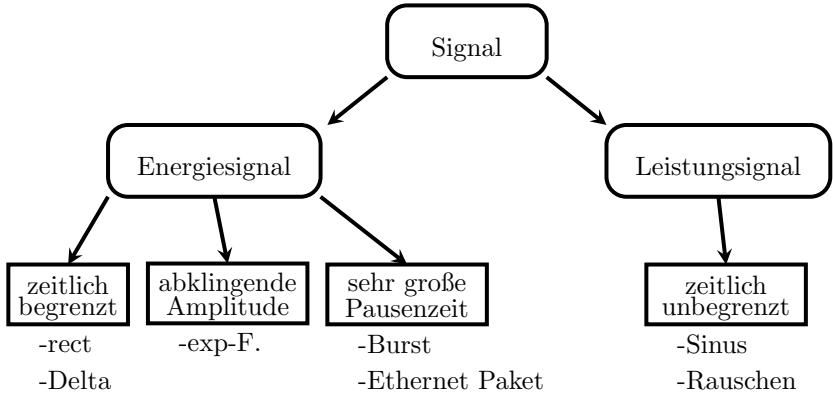 Signal
Energiesignal
Leistungsignal
zeitlich
begrenzt
-rect
-Delta
abklingende
Amplitude
-exp-F.
sehr große
Pausenzeit
-Burst
-Ethernet Paket
zeitlich
unbegrenzt
-Sinus
-Rauschen